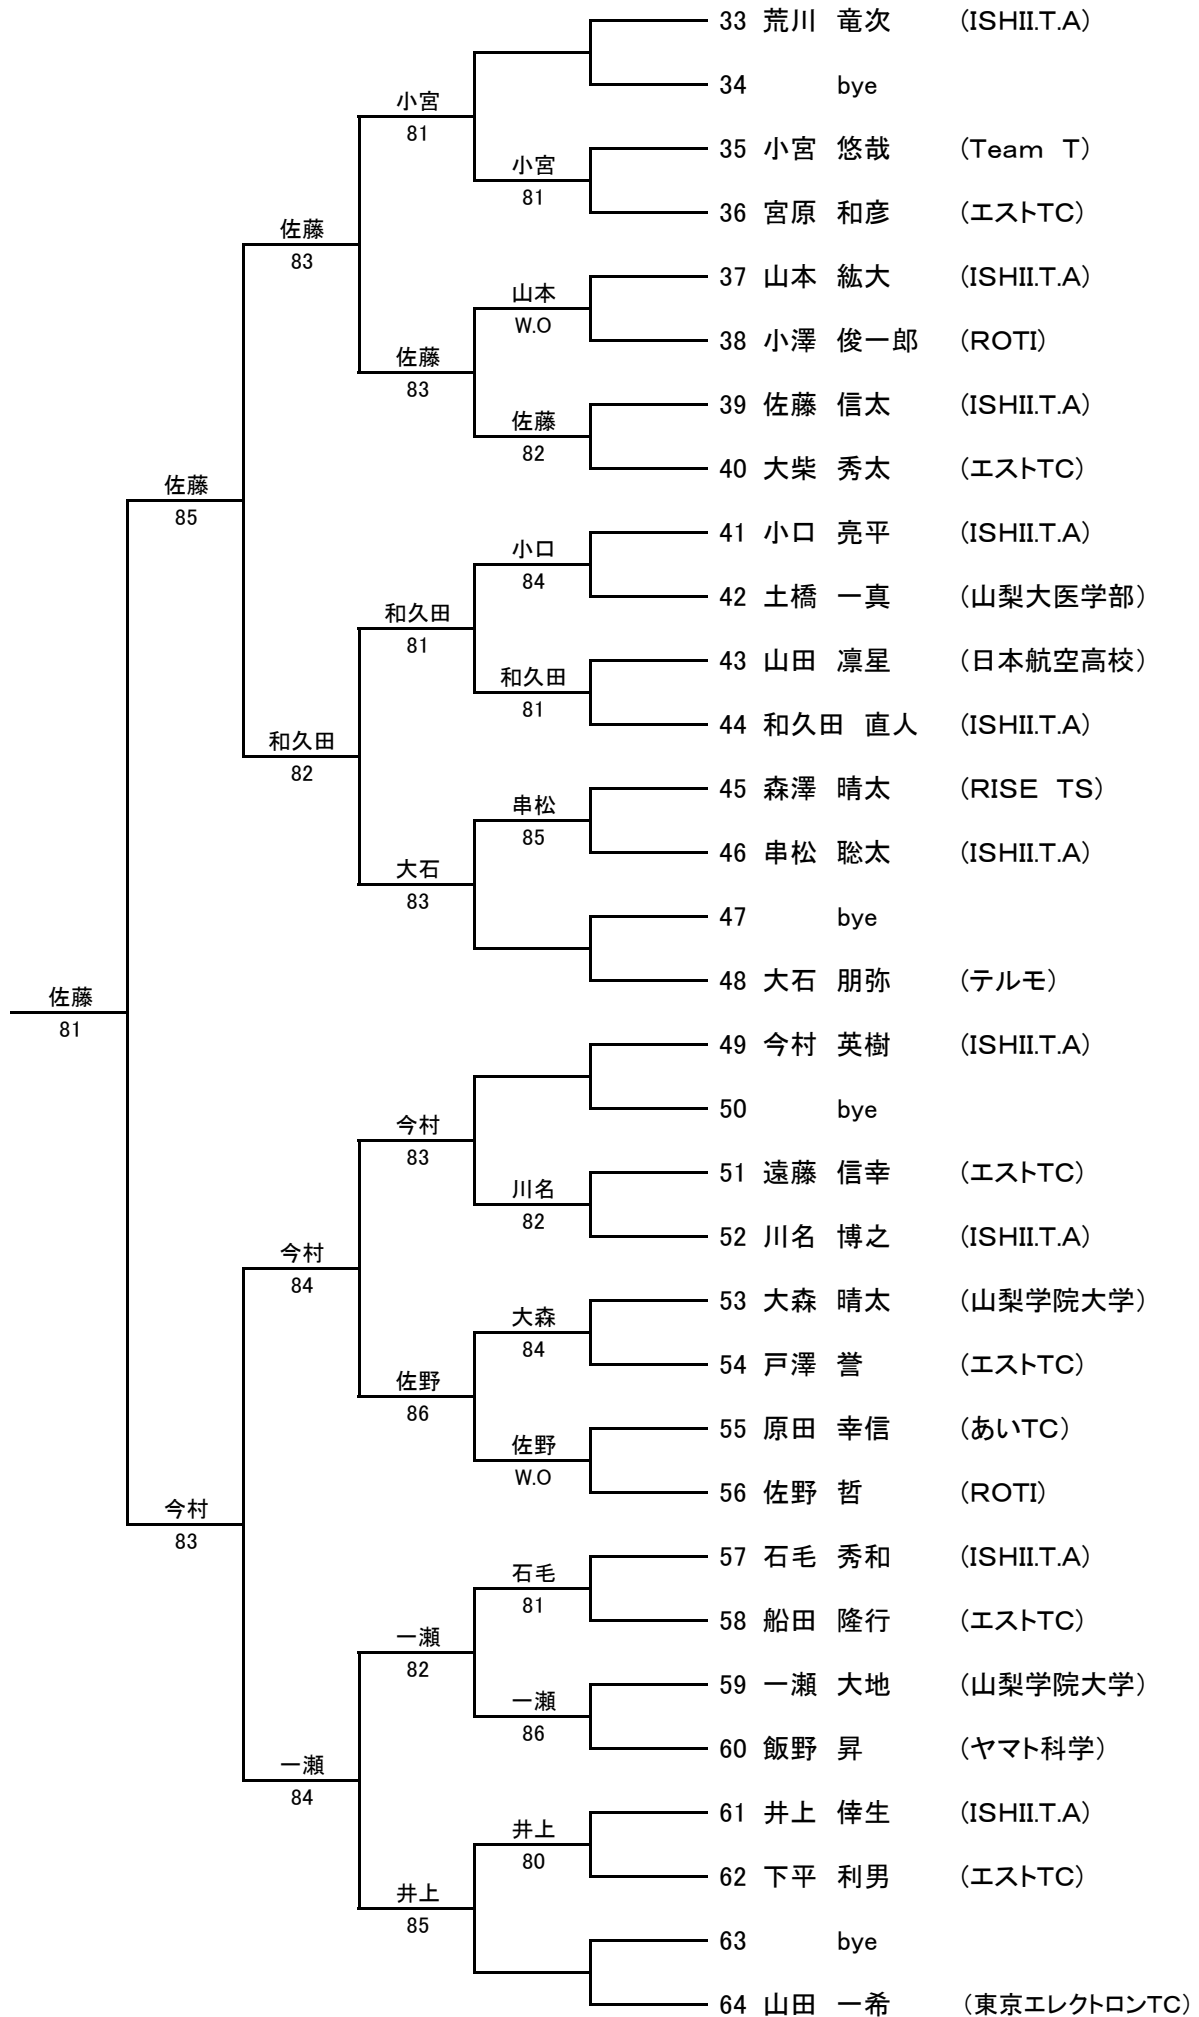 33 荒川 竜次 (ISHII.T.A)
34 bye
小宮
81
35 小宮 悠哉 (Team T)
小宮
81
36 宮原 和彦 (エストTC)
佐藤
83
37 山本 紘大 (ISHII.T.A)
山本
W.O
38 小澤 俊一郎 (ROTI)
佐藤
83
39 佐藤 信太 (ISHII.T.A)
佐藤
82
40 大柴 秀太 (エストTC)
佐藤
85
41 小口 亮平 (ISHII.T.A)
小口
84
42 土橋 一真 (山梨大医学部)
和久田
81
43 山田 凛星 (日本航空高校)
和久田
81
44 和久田 直人 (ISHII.T.A)
和久田
82
45 森澤 晴太 (RISE TS)
串松
85
46 串松 聡太 (ISHII.T.A)
大石
83
47 bye
48 大石 朋弥 (テルモ)
佐藤
81
49 今村 英樹 (ISHII.T.A)
50 bye
今村
83
51 遠藤 信幸 (エストTC)
川名
82
52 川名 博之 (ISHII.T.A)
今村
84
53 大森 晴太 (山梨学院大学)
大森
84
54 戸澤 誉 (エストTC)
佐野
86
55 原田 幸信 (あいTC)
佐野
W.O
56 佐野 哲 (ROTI)
今村
83
57 石毛 秀和 (ISHII.T.A)
石毛
81
58 船田 隆行 (エストTC)
一瀬
82
59 一瀬 大地 (山梨学院大学)
一瀬
86
60 飯野 昇 (ヤマト科学)
一瀬
84
61 井上 倖生 (ISHII.T.A)
井上
80
62 下平 利男 (エストTC)
井上
85
63 bye
64 山田 一希 (東京エレクトロンTC)